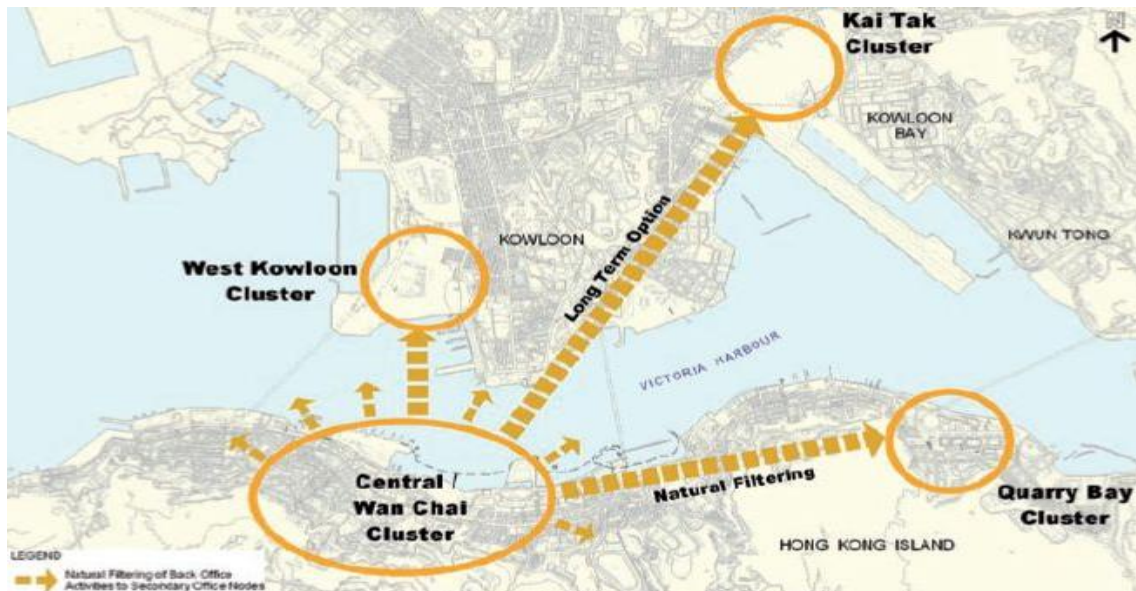 Kai Tak
Cluster
KOWLOON
BAY
Long Term Option
KOWLOON
KWUN TONG
West Kowloon
Cluster
VICTORIA HARBOUR
Central /
Wan Chai
Cluster
Natural Filtering
Quarry Bay
Cluster
HONG KONG ISLAND
LEGEND
Natural Filtering of Back Office
Activities to Secondary Office Nodes